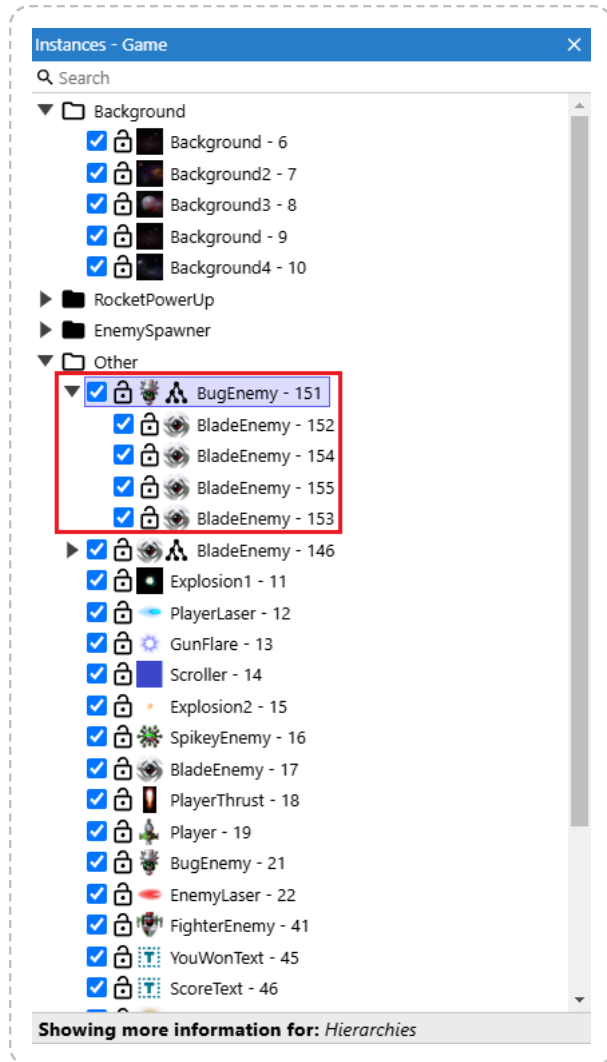 Instances - Game
Search
Background
Background - 6
Background2 - 7
Background3 - 8
Background - 9
Background4 - 10
RocketPowerUp
EnemySpawner
Other
BugEnemy - 151
BladeEnemy - 152
BladeEnemy - 154
BladeEnemy - 155
BladeEnemy - 153
BladeEnemy - 146
Explosion1 - 11
PlayerLaser - 12
GunFlare - 13
Scroller - 14
Explosion2 - 15
SpikeyEnemy - 16
BladeEnemy - 17
PlayerThrust - 18
Player - 19
BugEnemy - 21
EnemyLaser - 22
FighterEnemy - 41
YouWonText - 45
ScoreText - 46
Showing more information for: Hierarchies